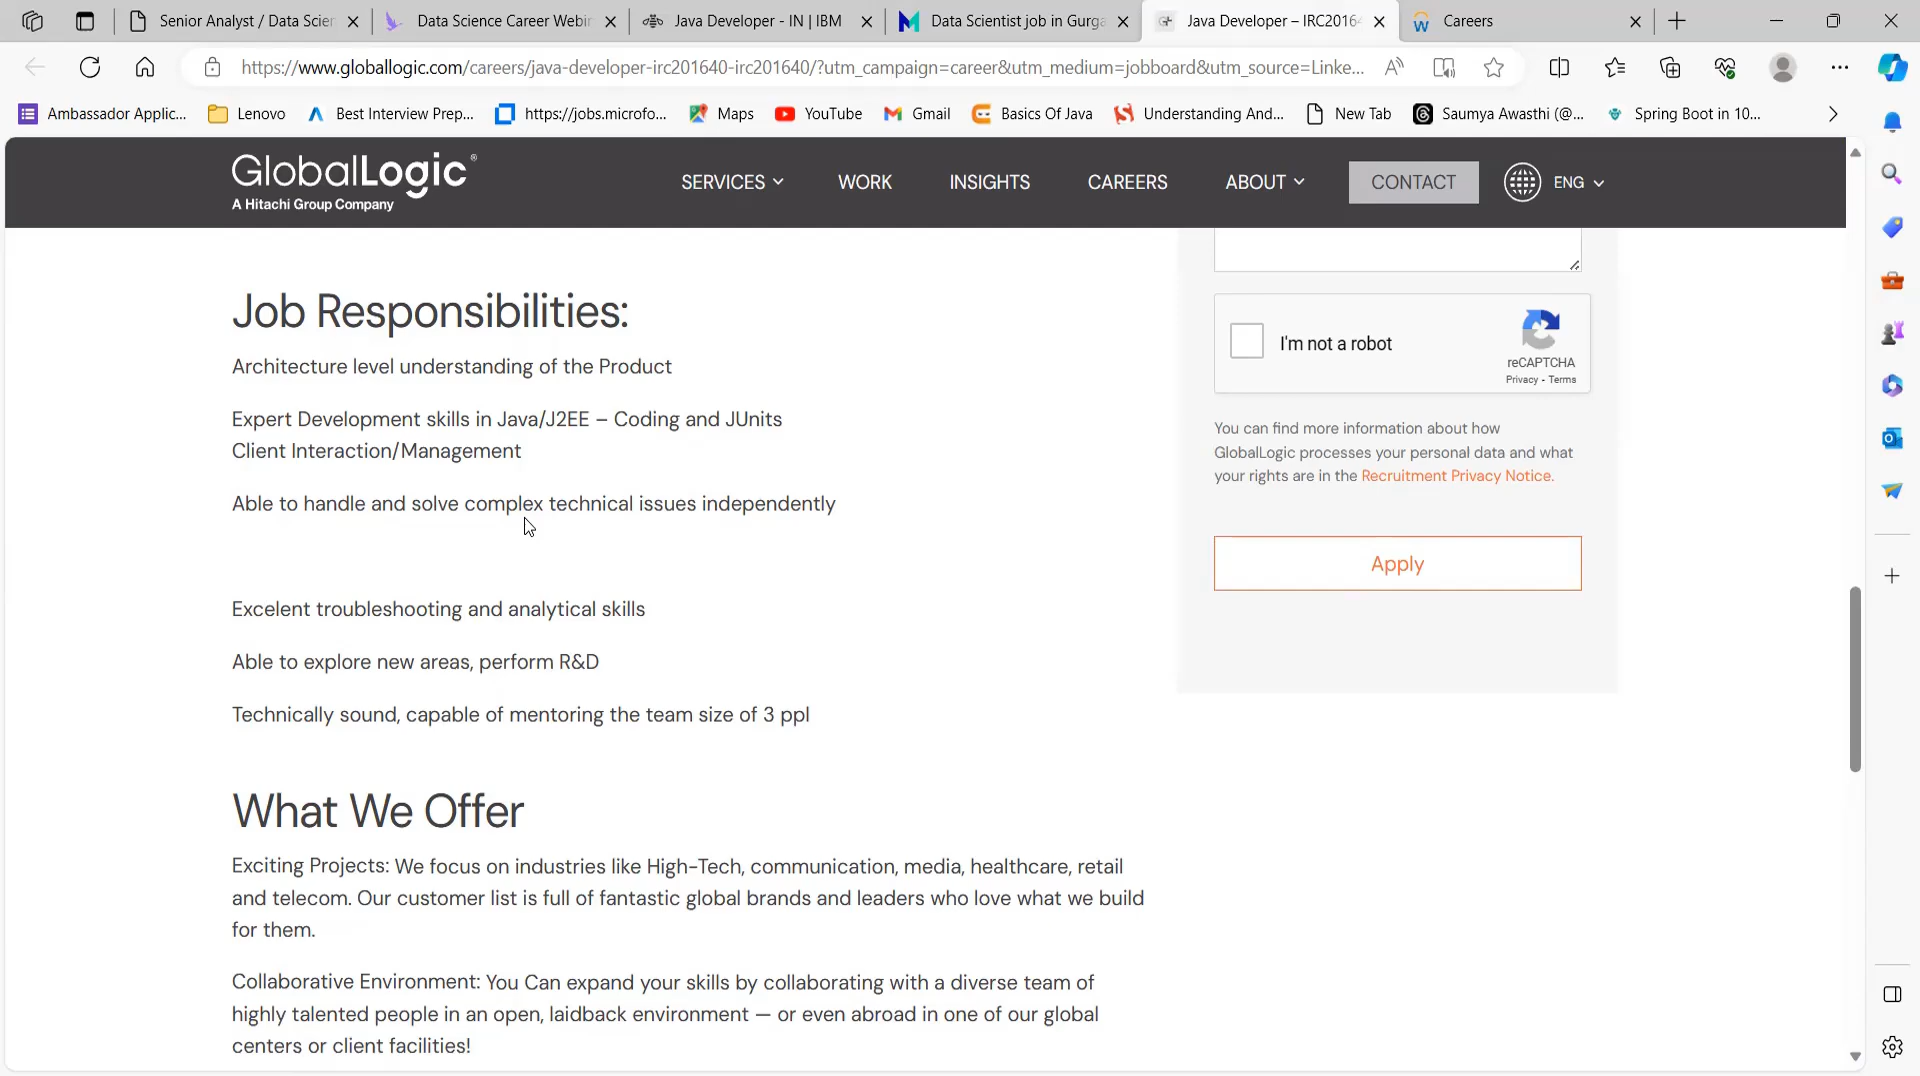 Senior Analyst / Data Scien
Data Science Career Webin
Java Developer - IN | IBM
Data Scientist job in Gurga
Java Developer – IRC20164
Careers
https://www.globallogic.com/careers/java-developer-irc201640-irc201640/?utm_campaign=career&utm_medium=jobboard&utm_source=Linke...
Ambassador Applic...
Lenovo
Best Interview Prep...
https://jobs.microfo...
Maps
YouTube
Gmail
Basics Of Java
Understanding And...
New Tab
Saumya Awasthi (@...
Spring Boot in 10...
GlobalLogic®
A Hitachi Group Company
SERVICES
WORK
INSIGHTS
CAREERS
ABOUT
CONTACT
ENG
Job Responsibilities:
Architecture level understanding of the Product
Expert Development skills in Java/J2EE – Coding and JUnits
Client Interaction/Management
Able to handle and solve complex technical issues independently
Excelent troubleshooting and analytical skills
Able to explore new areas, perform R&D
Technically sound, capable of mentoring the team size of 3 ppl
What We Offer
Exciting Projects: We focus on industries like High-Tech, communication, media, healthcare, retail
and telecom. Our customer list is full of fantastic global brands and leaders who love what we build
for them.
Collaborative Environment: You Can expand your skills by collaborating with a diverse team of
highly talented people in an open, laidback environment — or even abroad in one of our global
centers or client facilities!
I'm not a robot
reCAPTCHA
Privacy - Terms
You can find more information about how
GlobalLogic processes your personal data and what
your rights are in the Recruitment Privacy Notice.
Apply